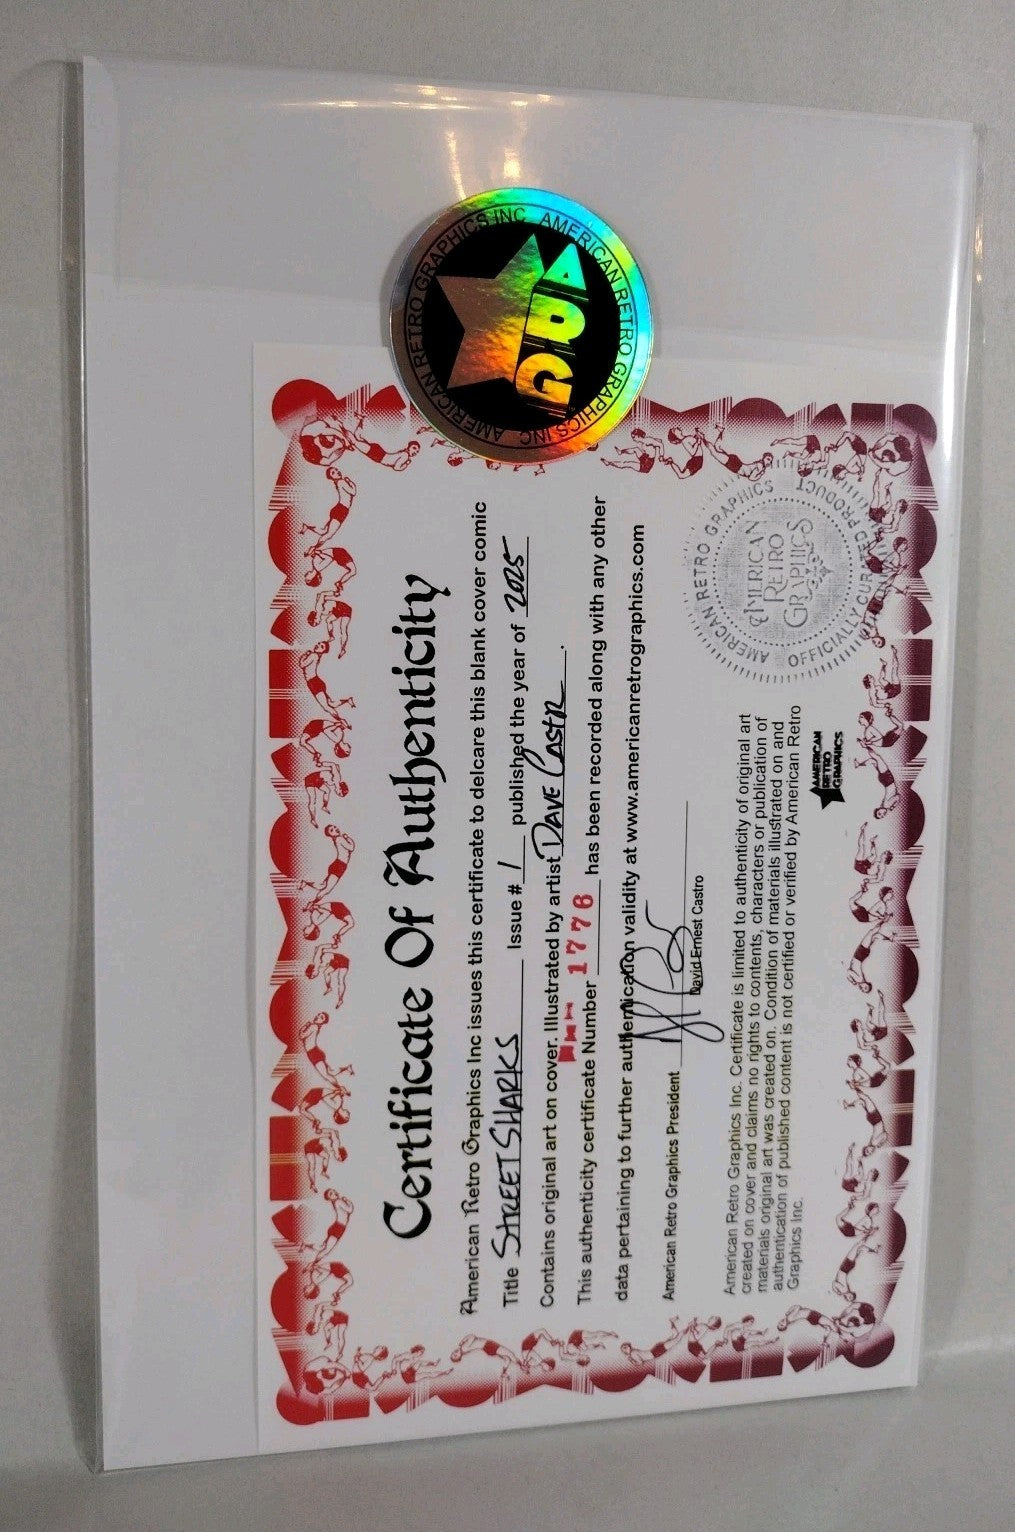 AMERICAN RETRO GRAPHICS INC AMERICAN RETRO GRAPHICS INC
ARG
Certificate Of Authenticity
American Retro Graphics Inc issues this certificate to delcare this blank cover comic
Title STREET SHARKS Issue # 1 published the year of 2025
Contains original art on cover. Illustrated by artist DAVE CASTR.
This authenticity certificate Number 1776 has been recorded along with any other
data pertaining to further authentication validity at www.americanretrographics.com
American Retro Graphics President
David Ernest Castro
American Retro Graphics Inc. Certificate is limited to authenticity of original art
created on cover and claims no rights to contents, characters or publication of
materials original art was created on. Condition of materials illustrated on and
authentication of published content is not certified or verified by American Retro
Graphics Inc.
AMERICAN
RETRO
GRAPHICS
AMERICAN RETRO GRAPHICS
OFFICIALLY CURATED PRODUCT
AMERICAN
RETRO
GRAPHICS